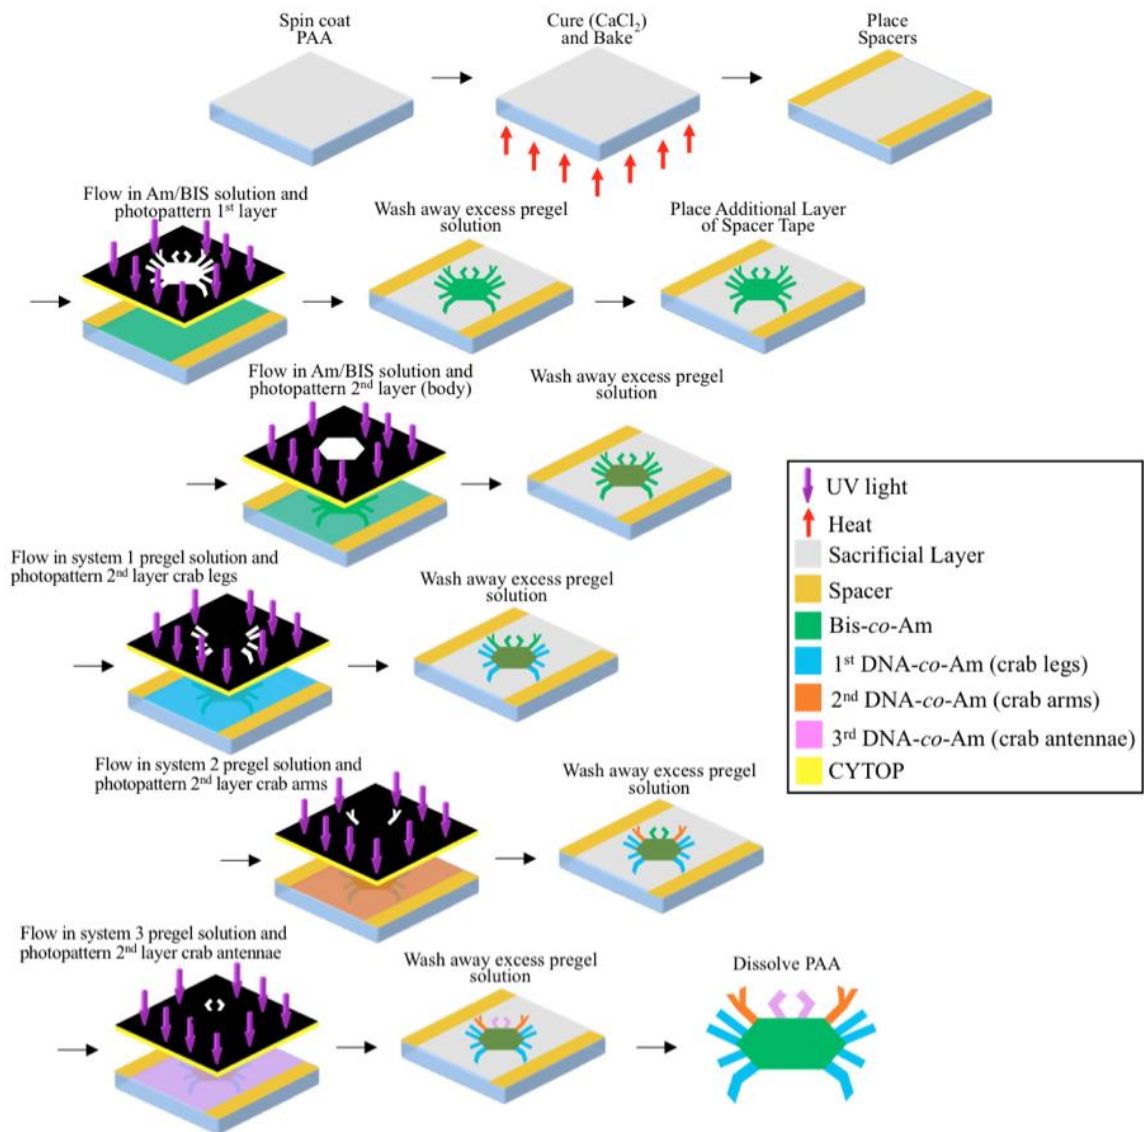 Spin coat
PAA
Cure (CaCl₂)
and Bake
Place
Spacers
Flow in Am/BIS solution and
photopattern 1st layer
Wash away excess pregel
solution
Place Additional Layer
of Spacer Tape
Flow in Am/BIS solution and
photopattern 2nd layer (body)
Wash away excess pregel
solution
Flow in system 1 pregel solution and
photopattern 2nd layer crab legs
Wash away excess pregel
solution
Flow in system 2 pregel solution and
photopattern 2nd layer crab arms
Wash away excess pregel
solution
Flow in system 3 pregel solution and
photopattern 2nd layer crab antennae
Wash away excess pregel
solution
Dissolve PAA
UV light
Heat
Sacrificial Layer
Spacer
Bis-co-Am
1st DNA-co-Am (crab legs)
2nd DNA-co-Am (crab arms)
3rd DNA-co-Am (crab antennae)
CYTOP